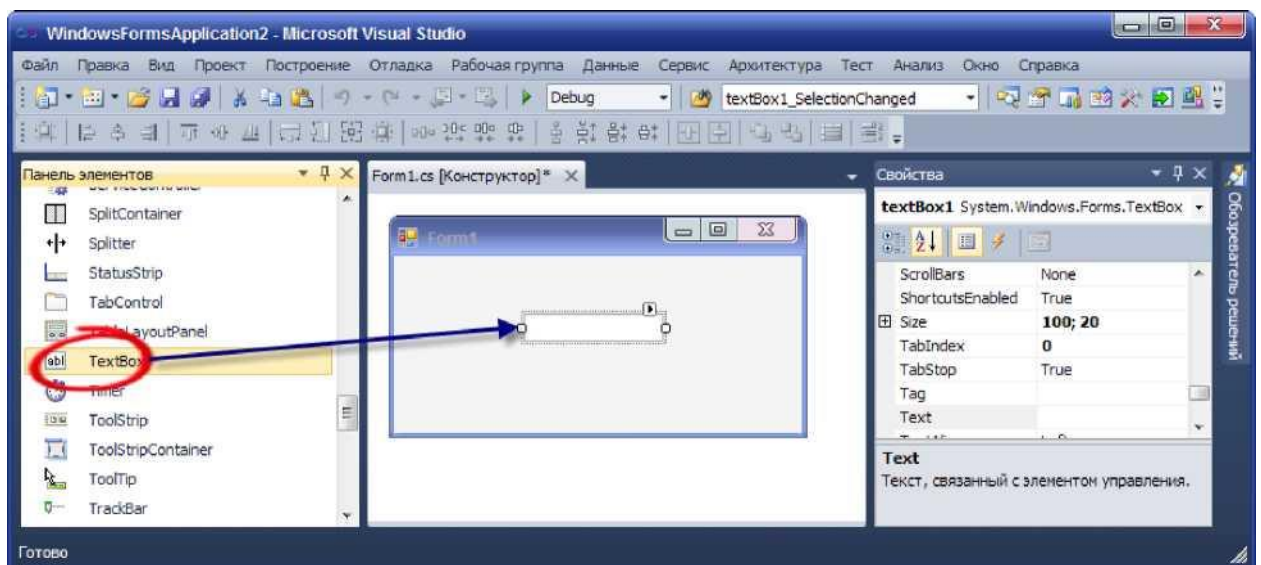 WindowsFormsApplication2 - Microsoft Visual Studio
Файл Правка Вид Проект Построение Отладка Рабочая группа Данные Сервис Архитектура Тест Анализ Окно Справка
Debug textBox1_SelectionChanged
Панель элементов
SplitContainer
Splitter
StatusStrip
TabControl
TableLayoutPanel
abl TextBox
Timer
ToolStrip
ToolStripContainer
ToolTip
TrackBar
Form1.cs [Конструктор]*
Form1
Свойства
textBox1 System.Windows.Forms.TextBox
ScrollBars None
ShortcutsEnabled True
Size 100; 20
TabIndex 0
TabStop True
Tag
Text
Text
Текст, связанный с элементом управления.
Обозреватель решений
Готово